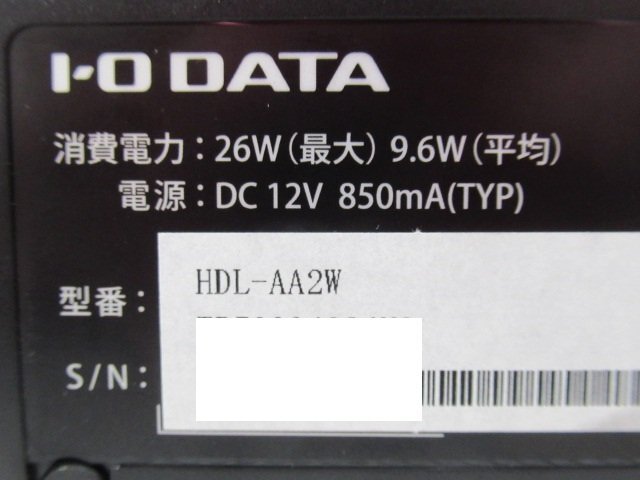 I-O DATA
消費電力：26W（最大）9.6W（平均）
電源：DC 12V 850mA(TYP)
型番： HDL-AA2W
S/N：